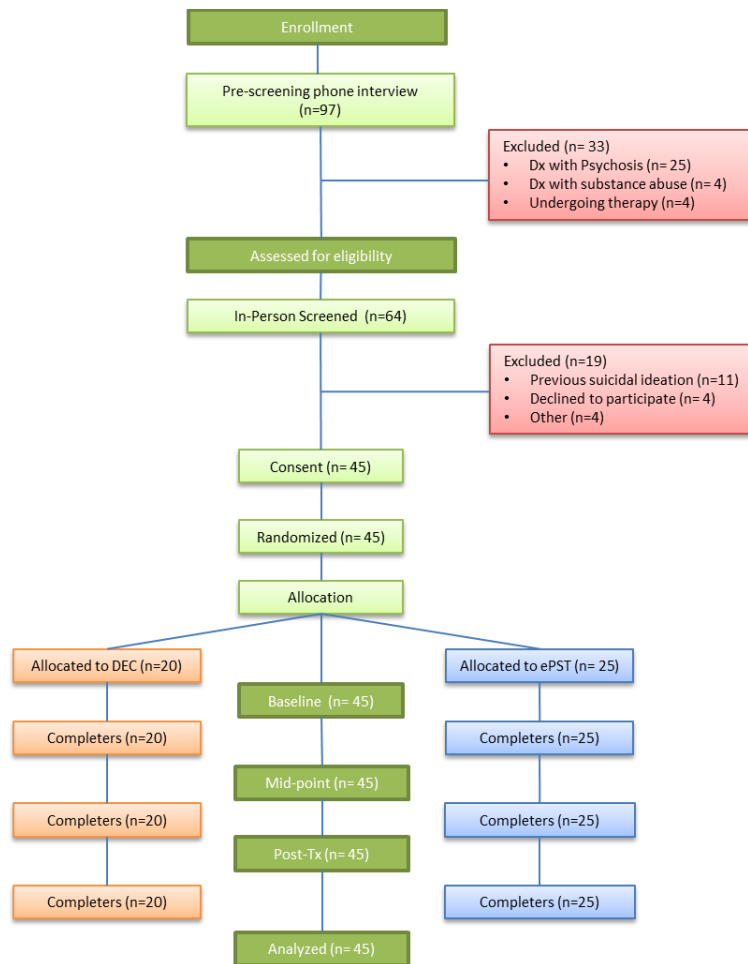 Enrollment
Pre-screening phone interview
(n=97)
Excluded (n= 33)
• Dx with Psychosis (n= 25)
• Dx with substance abuse (n= 4)
• Undergoing therapy (n=4)
Assessed for eligibility
In-Person Screened (n=64)
Excluded (n=19)
• Previous suicidal ideation (n=11)
• Declined to participate (n= 4)
• Other (n=4)
Consent (n= 45)
Randomized (n= 45)
Allocation
Allocated to DEC (n=20)
Allocated to ePST (n= 25)
Baseline (n= 45)
Completers (n=20)
Completers (n=25)
Mid-point (n= 45)
Completers (n=20)
Completers (n=25)
Post-Tx (n= 45)
Completers (n=20)
Completers (n=25)
Analyzed (n= 45)